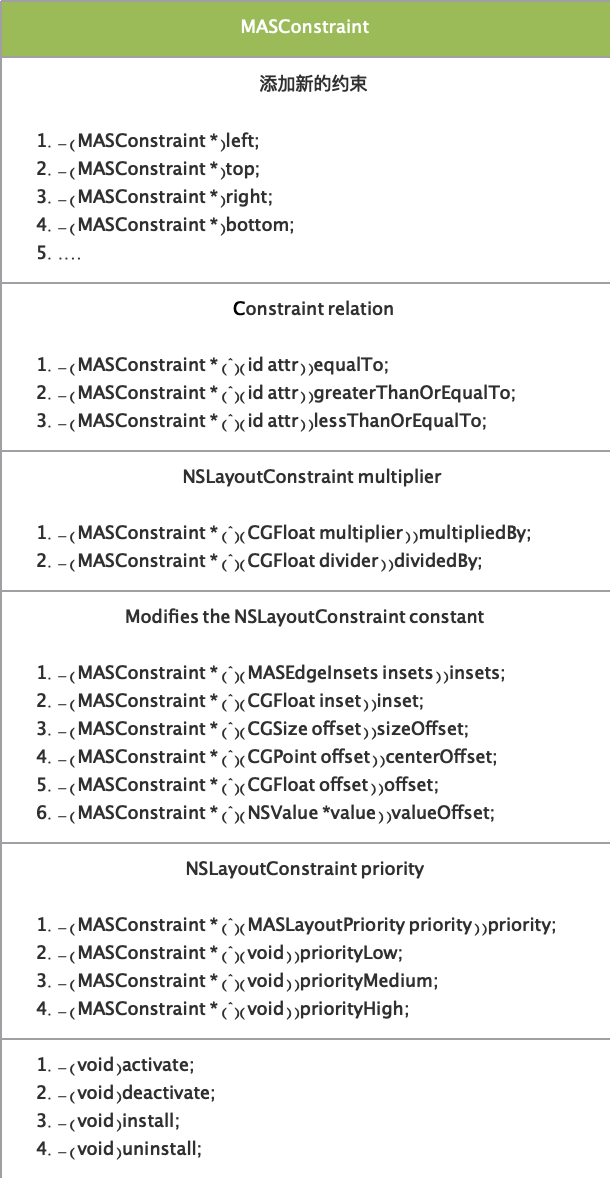 MASConstraint
添加新的约束
1. -(MASConstraint *)left;
2. -(MASConstraint *)top;
3. -(MASConstraint *)right;
4. -(MASConstraint *)bottom;
5. ....
Constraint relation
1. -(MASConstraint * (^)(id attr))equalTo;
2. -(MASConstraint * (^)(id attr))greaterThanOrEqualTo;
3. -(MASConstraint * (^)(id attr))lessThanOrEqualTo;
NSLayoutConstraint multiplier
1. -(MASConstraint * (^)(CGFloat multiplier))multipliedBy;
2. -(MASConstraint * (^)(CGFloat divider))dividedBy;
Modifies the NSLayoutConstraint constant
1. -(MASConstraint * (^)(MASEdgeInsets insets))insets;
2. -(MASConstraint * (^)(CGFloat inset))inset;
3. -(MASConstraint * (^)(CGSize offset))sizeOffset;
4. -(MASConstraint * (^)(CGPoint offset))centerOffset;
5. -(MASConstraint * (^)(CGFloat offset))offset;
6. -(MASConstraint * (^)(NSValue *value))valueOffset;
NSLayoutConstraint priority
1. -(MASConstraint * (^)(MASLayoutPriority priority))priority;
2. -(MASConstraint * (^)(void))priorityLow;
3. -(MASConstraint * (^)(void))priorityMedium;
4. -(MASConstraint * (^)(void))priorityHigh;
1. -(void)activate;
2. -(void)deactivate;
3. -(void)install;
4. -(void)uninstall;